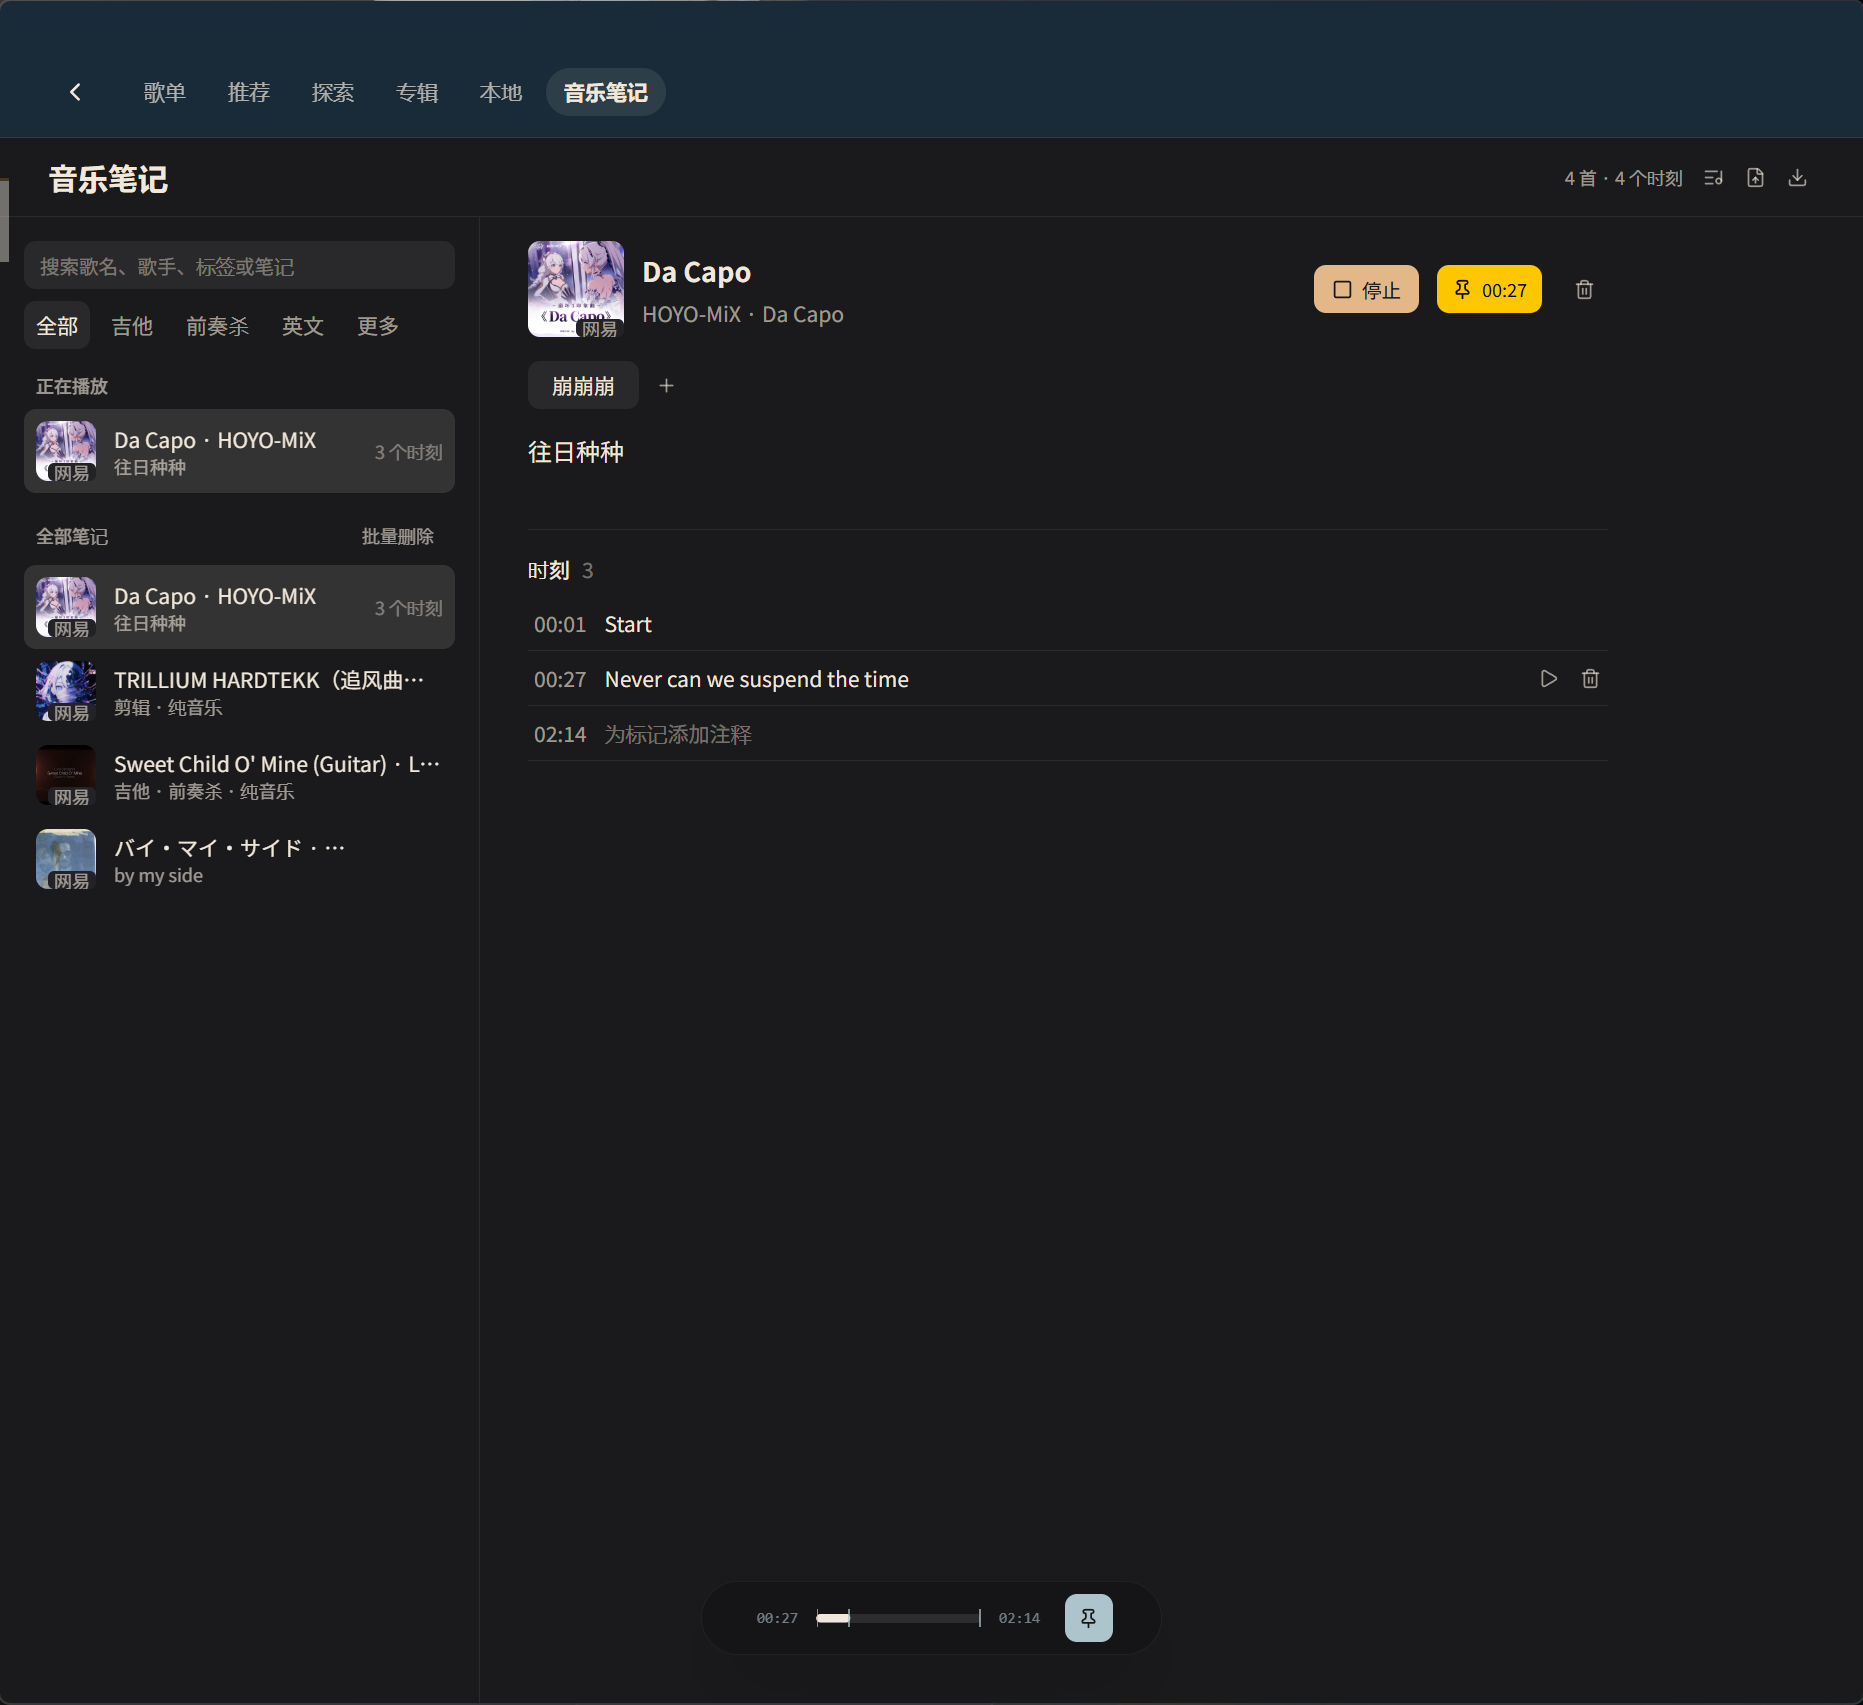 歌单 推荐 探索 专辑 本地 音乐笔记
音乐笔记
4 首 · 4 个时刻
搜索歌名、歌手、标签或笔记
全部 吉他 前奏杀 英文 更多
正在播放
Da Capo · HOYO-MiX
往日种种
3 个时刻
网易
全部笔记 批量删除
Da Capo · HOYO-MiX
往日种种
3 个时刻
网易
TRILLIUM HARDTEKK（追风曲…
剪辑 · 纯音乐
网易
Sweet Child O' Mine (Guitar) · L…
吉他 · 前奏杀 · 纯音乐
网易
バイ・マイ・サイド · …
by my side
网易
《Da Capo》
网易
Da Capo
HOYO-MiX · Da Capo
停止 00:27
崩崩崩 +
往日种种
时刻 3
00:01 Start
00:27 Never can we suspend the time
02:14 为标记添加注释
00:27 02:14